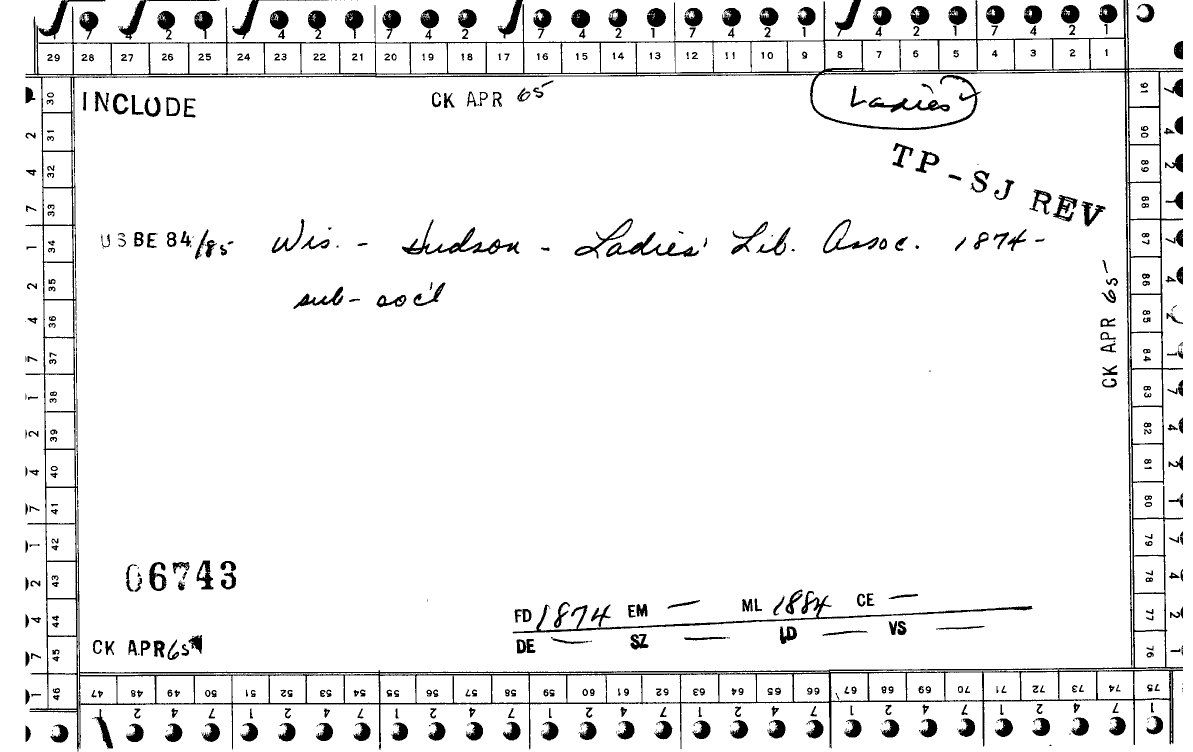 7 4 2 1 7 4 2 1 7 4 2 1 7 4 2 1 7 4 2 1 7 4 2 1 7 4 2 1
29 28 27 26 25 24 23 22 21 20 19 18 17 16 15 14 13 12 11 10 9 8 7 6 5 4 3 2 1
INCLUDE
CK APR 65
Ladies
TP-SJ REV
USBE 84/85 Wis. - Hudson - Ladies' Lib. Assoc. 1874-
sub- soc'l
CK APR 65
06743
FD 1874 EM — ML 1884 CE —
DE — SZ — LD — VS —
CK APR 65
30 31 32 33 34 35 36 37 38 39 40 41 42 43 44 45 46
91 90 89 88 87 86 85 84 83 82 81 80 79 78 77 76
47 48 49 50 51 52 53 54 55 56 57 58 59 60 61 62 63 64 65 66 67 68 69 70 71 72 73 74 75
1 2 4 7 1 2 4 7 1 2 4 7 1 2 4 7 1 2 4 7 1 2 4 7 1 2 4 7 1